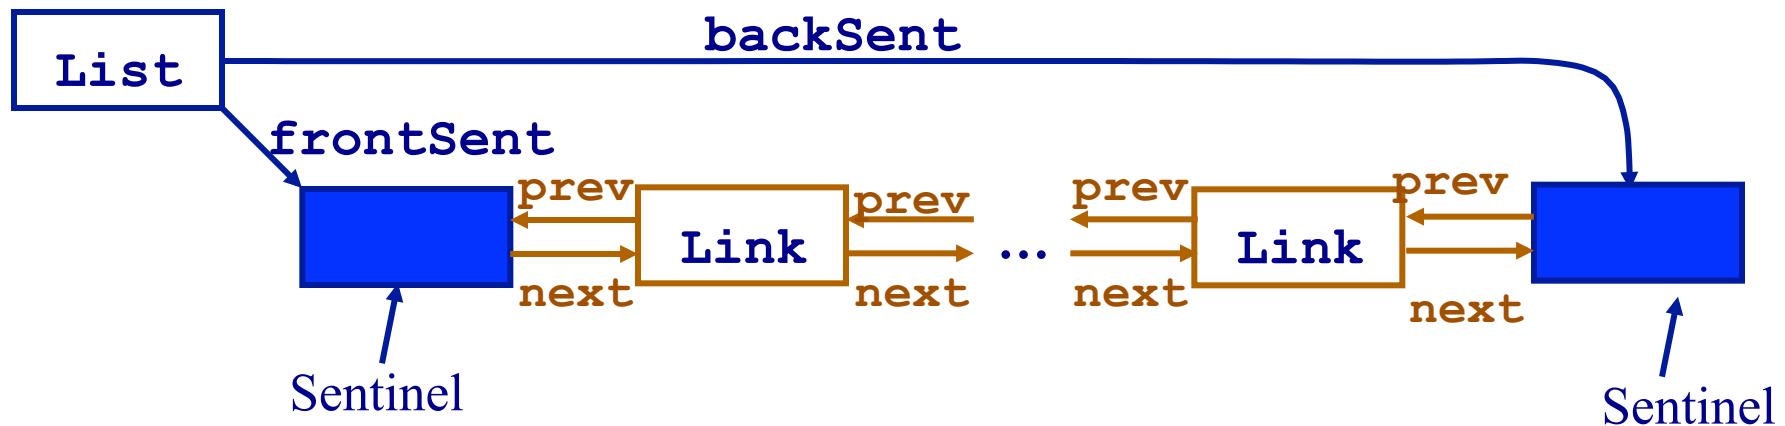 backSent
List
frontSent
prev prev prev prev
Link ... Link
next next next next
Sentinel Sentinel